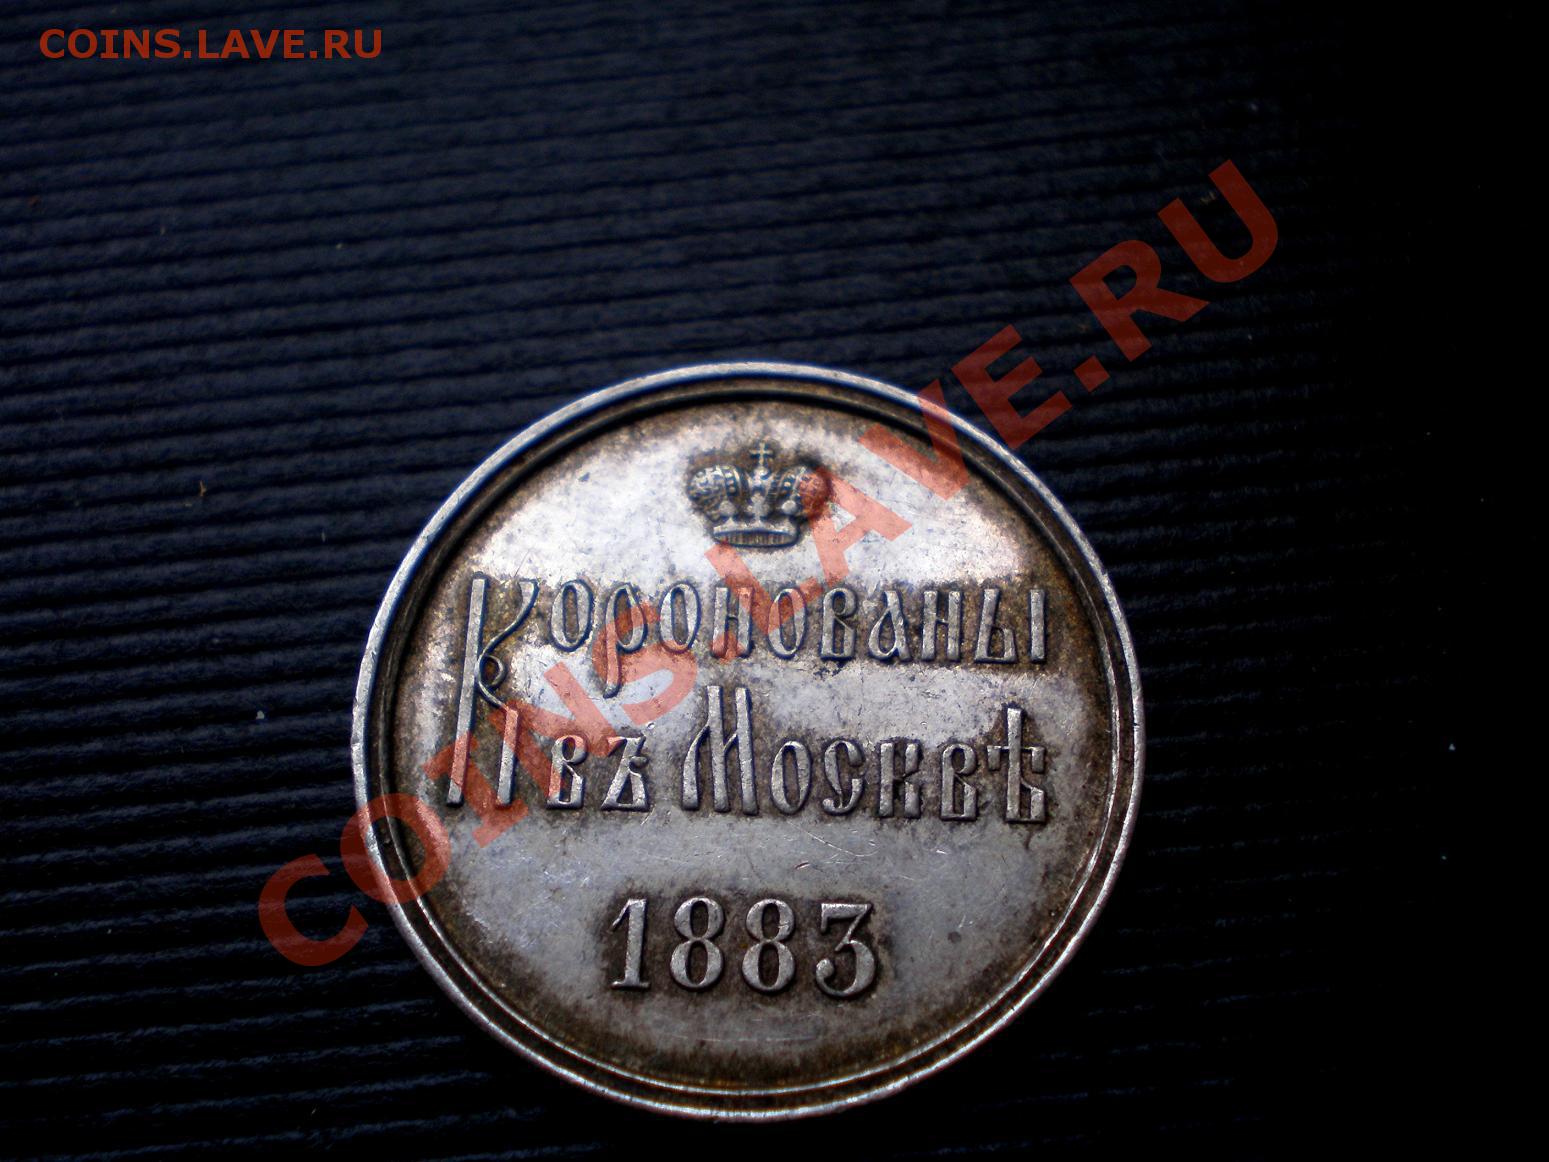 COINS.LAVE.RU
COINS.LAVE.RU
Коронованы
въ Москвѣ
1883